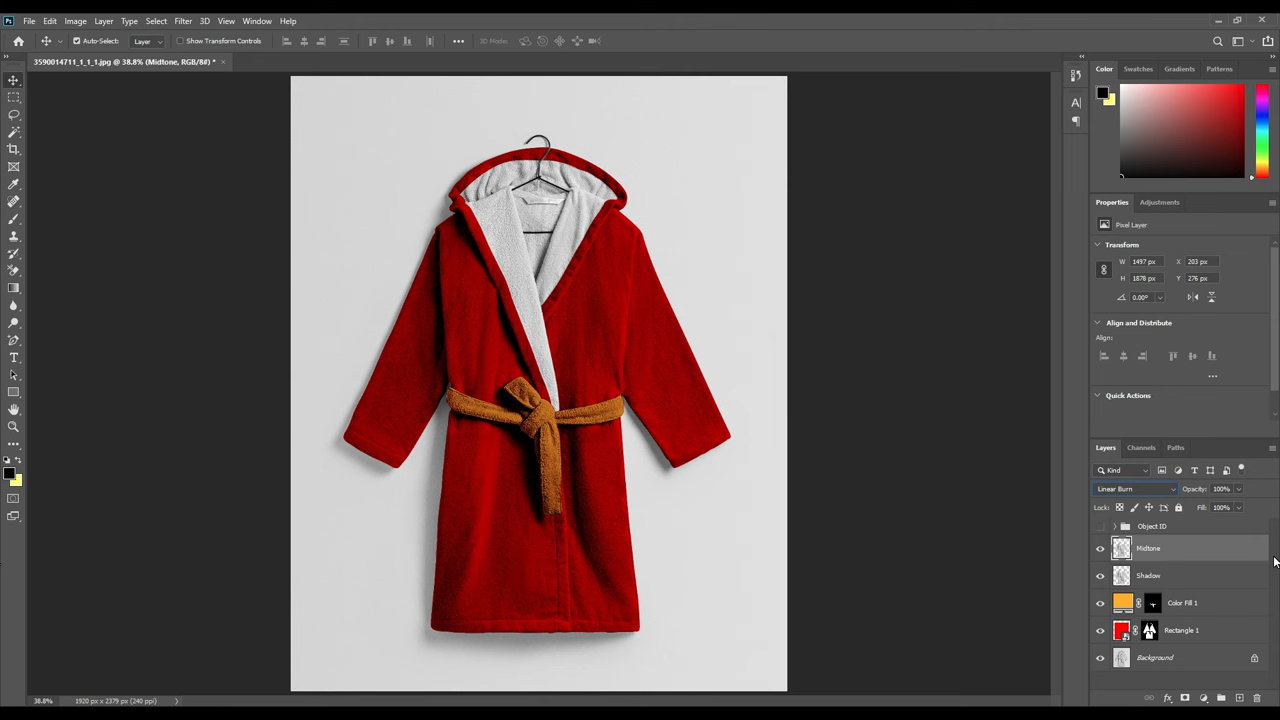 Ps File Edit Image Layer Type Select Filter 3D View Window Help
Auto-Select: Layer Show Transform Controls 3D Mode:
3590014711_1_1_1.jpg @ 38.8% (Midtone, RGB/8#) *
Color Swatches Gradients Patterns
Properties Adjustments
Pixel Layer
Transform
W 1497 px X 203 px
H 1878 px Y 276 px
0.00°
Align and Distribute
Align:
Quick Actions
Layers Channels Paths
Kind
Linear Burn Opacity: 100%
Lock: Fill: 100%
Object ID
Midtone
Shadow
Color Fill 1
Rectangle 1
Background
38.8% 1920 px x 2379 px (240 ppi)